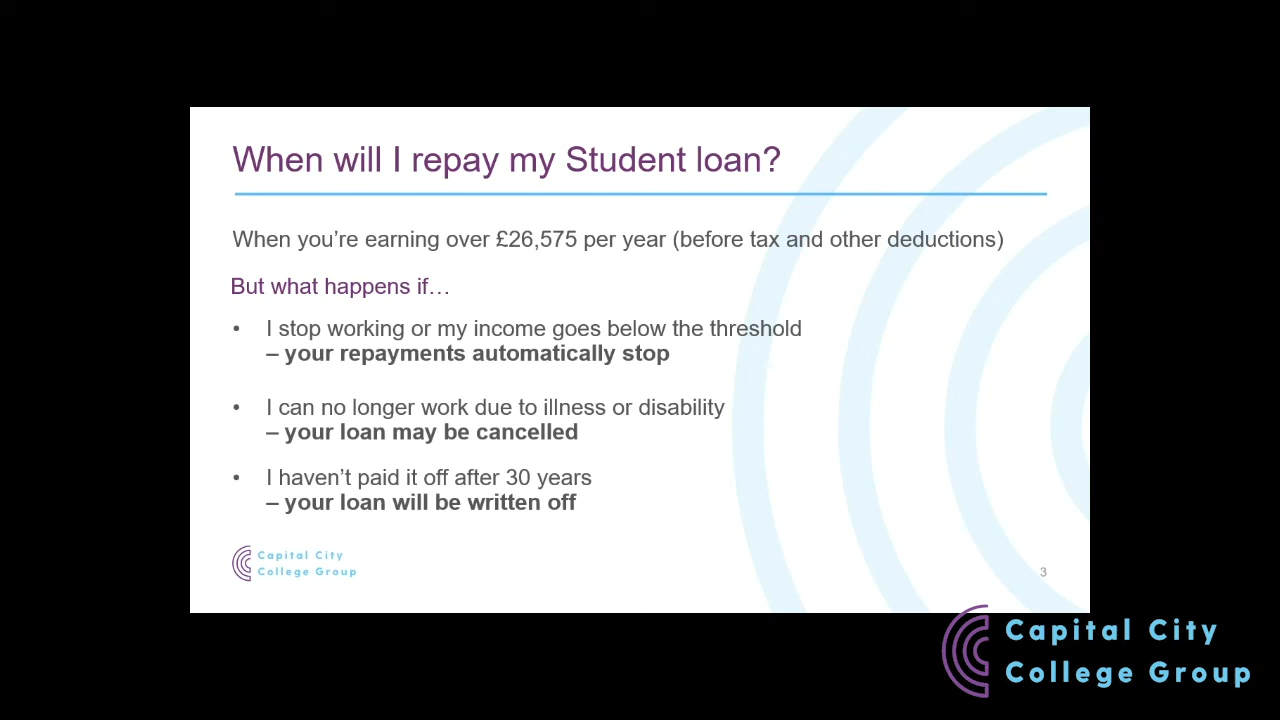 When will I repay my Student loan?
When you’re earning over £26,575 per year (before tax and other deductions)
But what happens if…
• I stop working or my income goes below the threshold
– your repayments automatically stop
• I can no longer work due to illness or disability
– your loan may be cancelled
• I haven’t paid it off after 30 years
– your loan will be written off
Capital City
College Group
3
Capital City
College Group